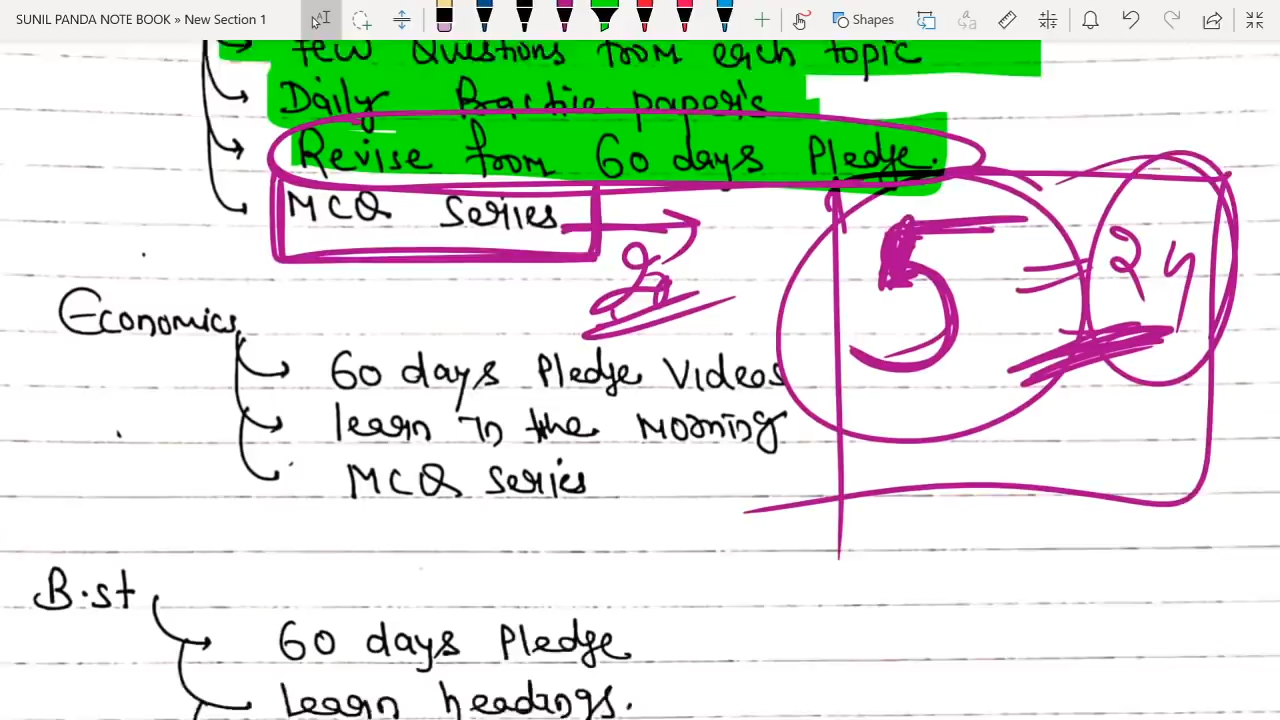 SUNIL PANDA NOTE BOOK » New Section 1
Shapes
Few Questions from each topic
Daily Practie paper's
Revise from 60 days Pledge.
MCQ Series
5 = 24
Economics
60 days Pledge Videos
learn in the morning
MCQ Series
B.st
60 days Pledge
Learn headings.